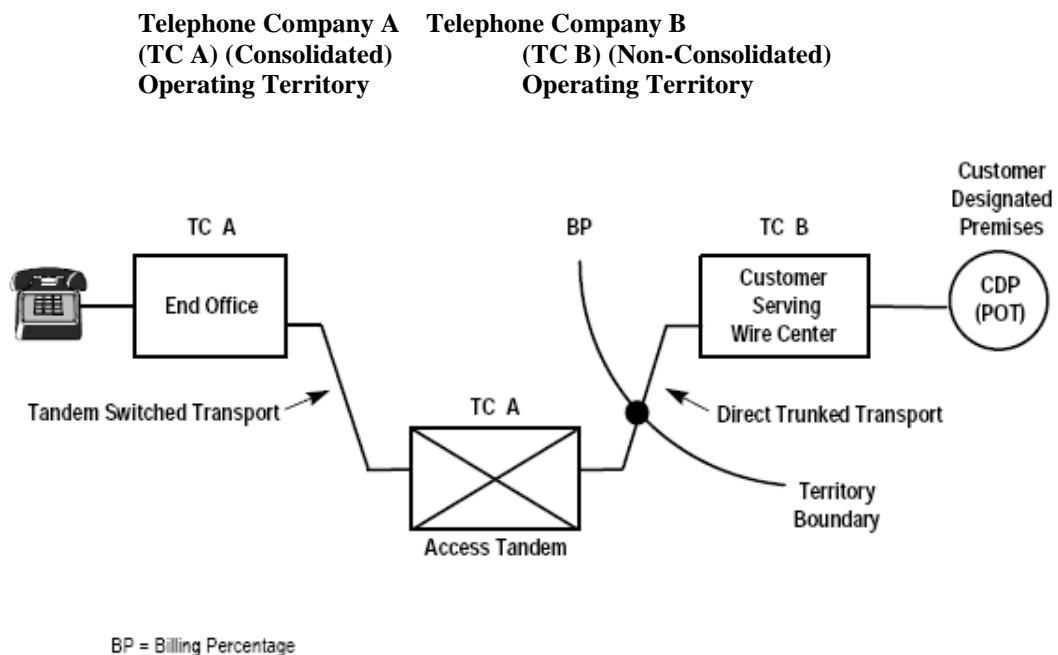 Telephone Company A Telephone Company B
(TC A) (Consolidated) (TC B) (Non-Consolidated)
Operating Territory Operating Territory
Customer
Designated
Premises
TC A
BP
TC B
End Office
Customer
Serving
Wire Center
CDP
(POT)
Tandem Switched Transport
TC A
Direct Trunked Transport
Territory
Boundary
Access Tandem
BP = Billing Percentage